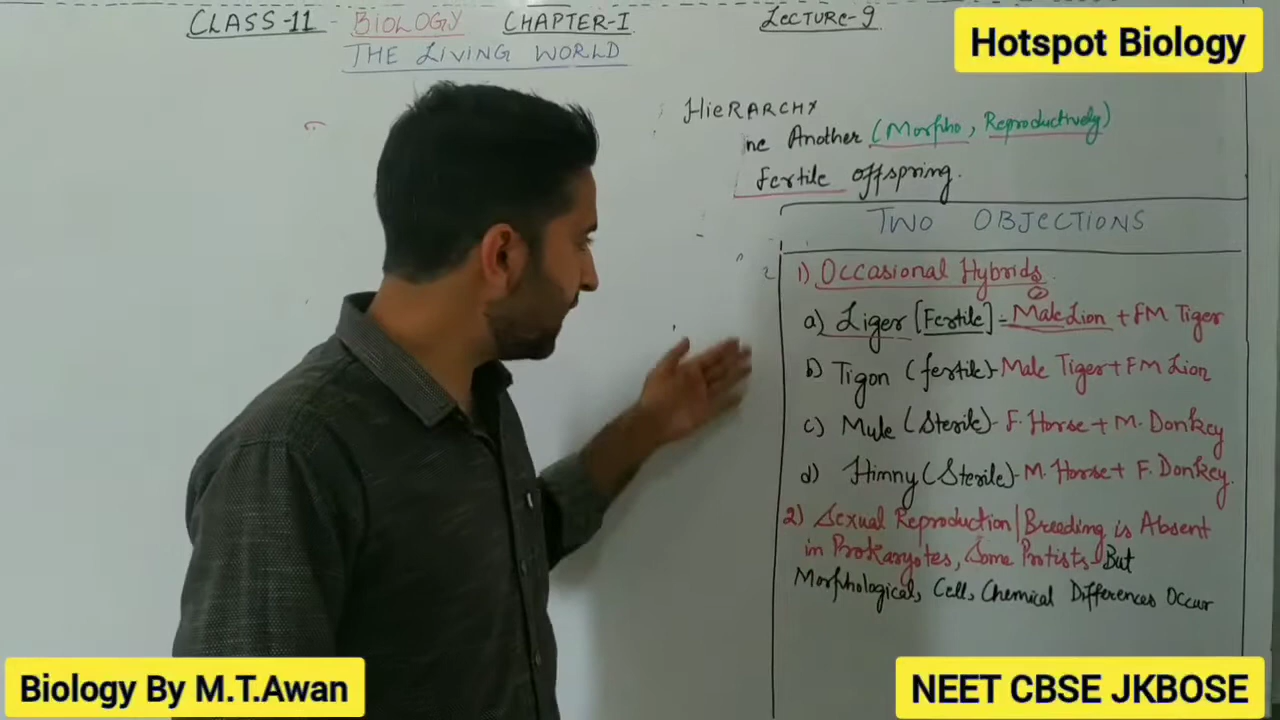 CLASS-11 - BIOLOGY CHAPTER-I LECTURE-9
THE LIVING WORLD
Hotspot Biology
HIERARCHY
ne Another (Morpho, Reproductively)
fertile offspring.
TWO OBJECTIONS
1) Occasional Hybrids
a) Liger [Fertile] = Male Lion + FM Tiger
b) Tigon (fertile) - Male Tiger + FM Lion
c) Mule (Sterile) - F. Horse + M. Donkey
d) Himny (Sterile) - M. Horse + F. Donkey.
2) Sexual Reproduction | Breeding is Absent
in Prokaryotes, Some Protists - But
Morphological, Cell, Chemical Differences Occur
Biology By M.T.Awan
NEET CBSE JKBOSE